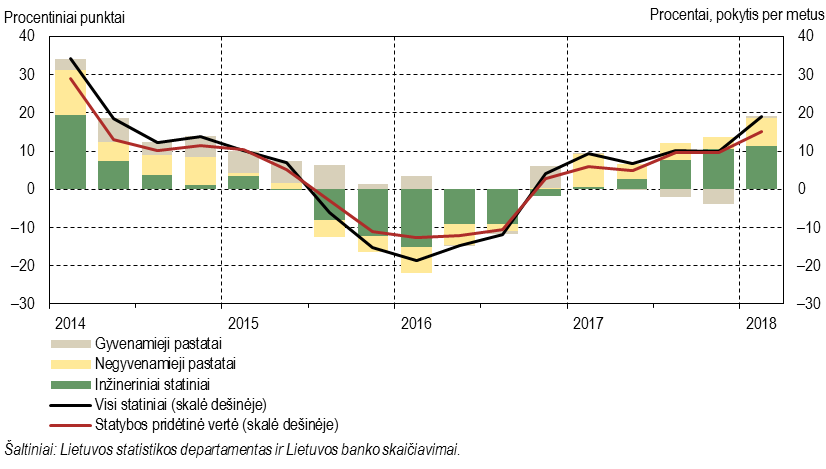 Procentiniai punktai
Procentai, pokytis per metus
40 40
30 30
20 20
10 10
0 0
–10 –10
–20 –20
–30 –30
2014 2015 2016 2017 2018
Gyvenamieji pastatai
Negyvenamieji pastatai
Inžineriniai statiniai
Visi statiniai (skalė dešinėje)
Statybos pridėtinė vertė (skalė dešinėje)
Šaltiniai: Lietuvos statistikos departamentas ir Lietuvos banko skaičiavimai.